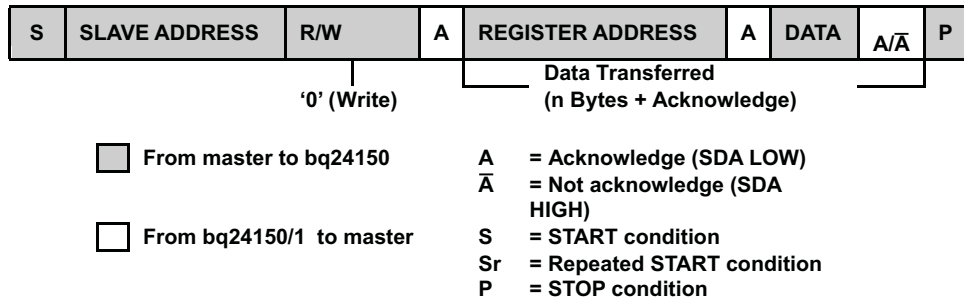 S SLAVE ADDRESS R/W A REGISTER ADDRESS A DATA A/A̅ P
‘0’ (Write)
Data Transferred
(n Bytes + Acknowledge)
From master to bq24150
From bq24150/1 to master
A = Acknowledge (SDA LOW)
A̅ = Not acknowledge (SDA
HIGH)
S = START condition
Sr = Repeated START condition
P = STOP condition